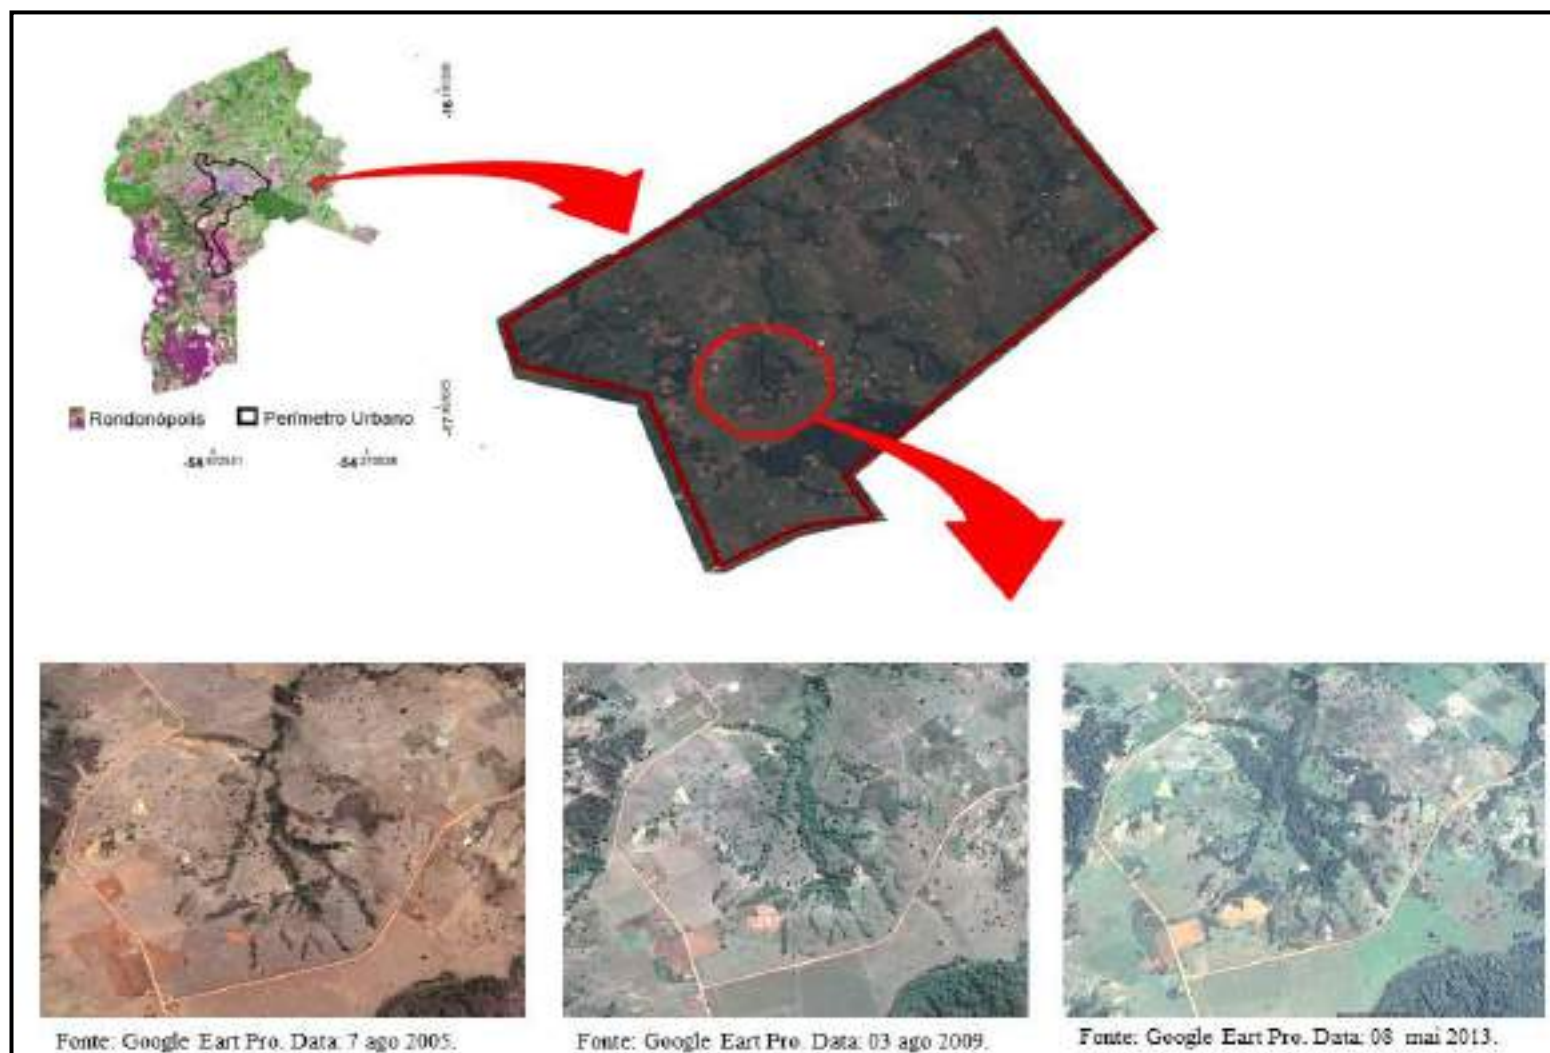 Rondonópolis
Perímetro Urbano
Fonte: Google Eart Pro. Data: 7 ago 2005.
Fonte: Google Eart Pro. Data: 03 ago 2009.
Fonte: Google Eart Pro. Data: 08 mai 2013.